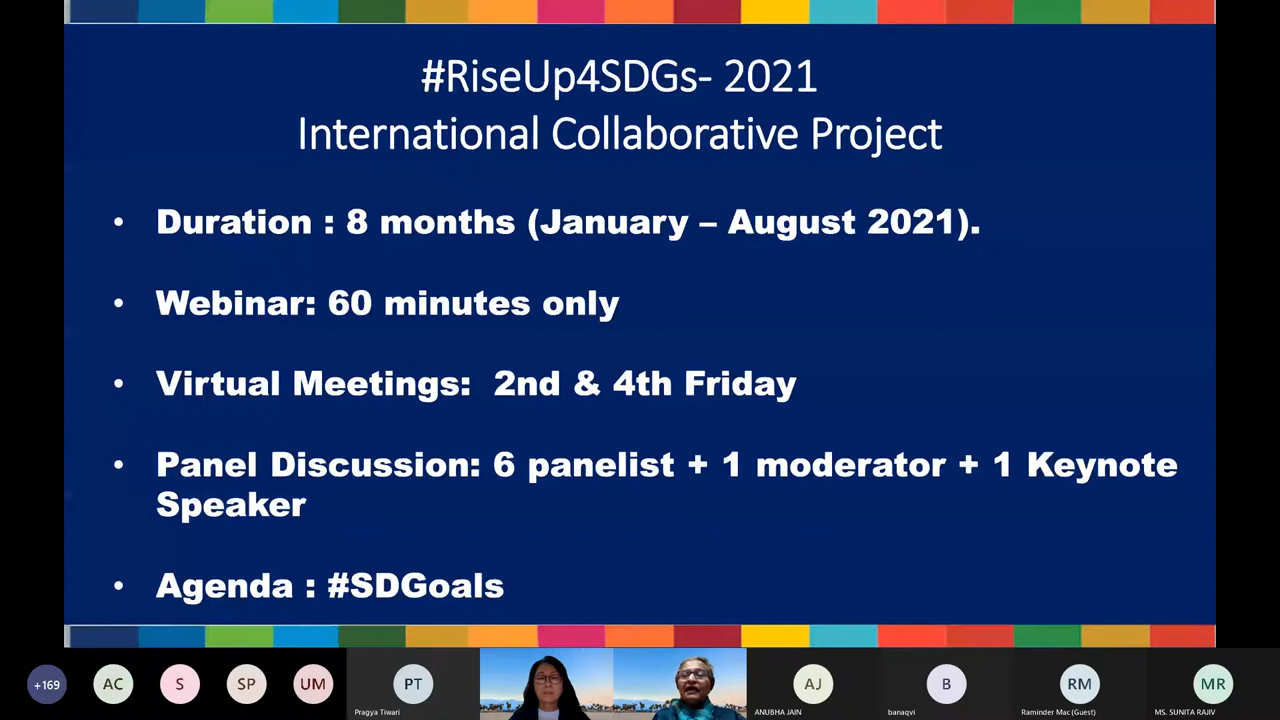 #RiseUp4SDGs- 2021
International Collaborative Project
• Duration : 8 months (January – August 2021).
• Webinar: 60 minutes only
• Virtual Meetings: 2nd & 4th Friday
• Panel Discussion: 6 panelist + 1 moderator + 1 Keynote
Speaker
• Agenda : #SDGoals
+169 AC S SP UM PT AJ B RM MR
Pragya Tiwari ANUBHA JAIN banaqvi Raminder Mac (Guest) MS. SUNITA RAJIV